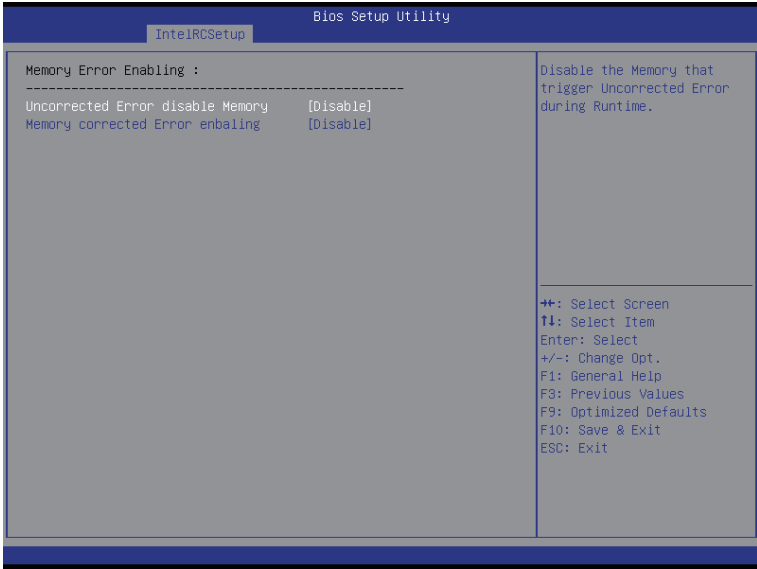 Bios Setup Utility
IntelRCSetup
Memory Error Enabling :
--------------------------------------------------
Uncorrected Error disable Memory [Disable]
Memory corrected Error enbaling [Disable]
Disable the Memory that
trigger Uncorrected Error
during Runtime.
→←: Select Screen
↑↓: Select Item
Enter: Select
+/-: Change Opt.
F1: General Help
F3: Previous Values
F9: Optimized Defaults
F10: Save & Exit
ESC: Exit